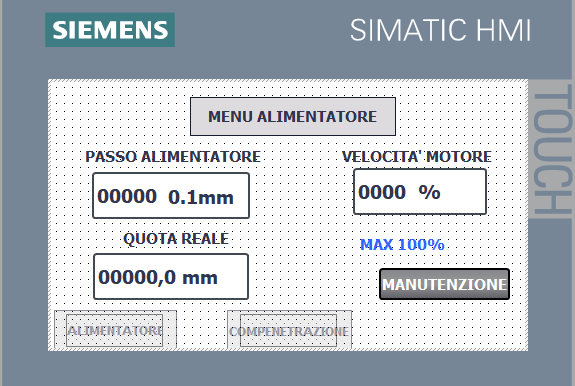 SIEMENS
SIMATIC HMI
TOUCH
MENU ALIMENTATORE
PASSO ALIMENTATORE
00000 0.1mm
VELOCITA' MOTORE
0000 %
QUOTA REALE
00000,0 mm
MAX 100%
MANUTENZIONE
ALIMENTATORE
COMPENETRAZIONE